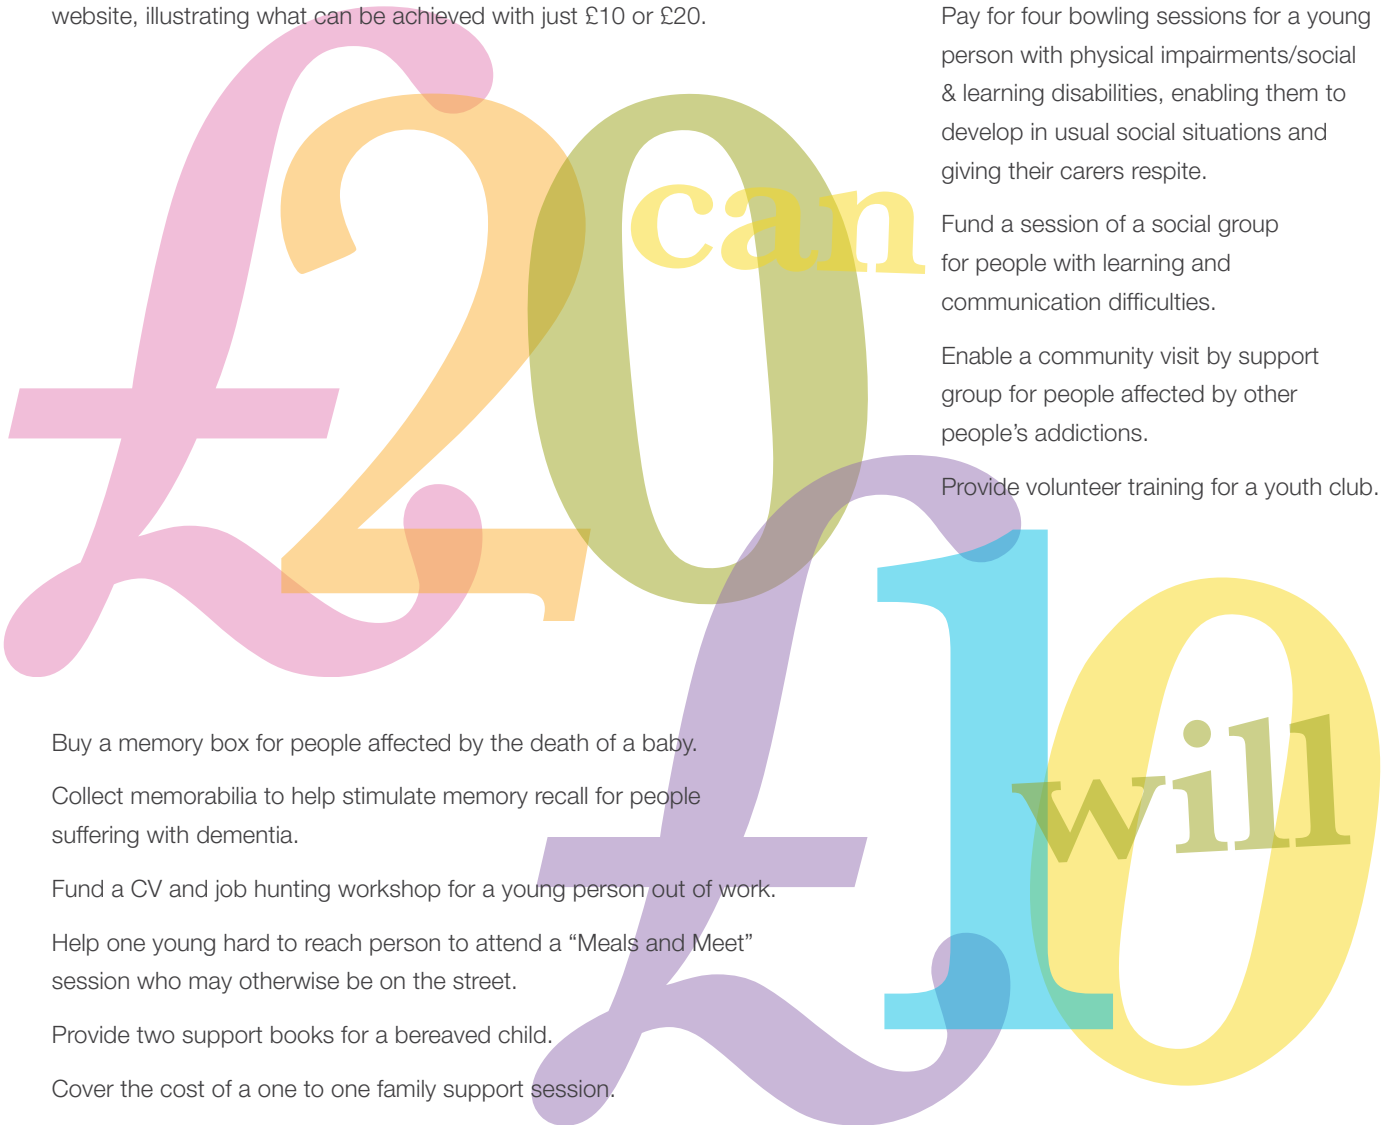 website, illustrating what can be achieved with just £10 or £20.
£20
can
Pay for four bowling sessions for a young
person with physical impairments/social
& learning disabilities, enabling them to
develop in usual social situations and
giving their carers respite.
Fund a session of a social group
for people with learning and
communication difficulties.
Enable a community visit by support
group for people affected by other
people’s addictions.
Provide volunteer training for a youth club.
£10
will
Buy a memory box for people affected by the death of a baby.
Collect memorabilia to help stimulate memory recall for people
suffering with dementia.
Fund a CV and job hunting workshop for a young person out of work.
Help one young hard to reach person to attend a “Meals and Meet”
session who may otherwise be on the street.
Provide two support books for a bereaved child.
Cover the cost of a one to one family support session.